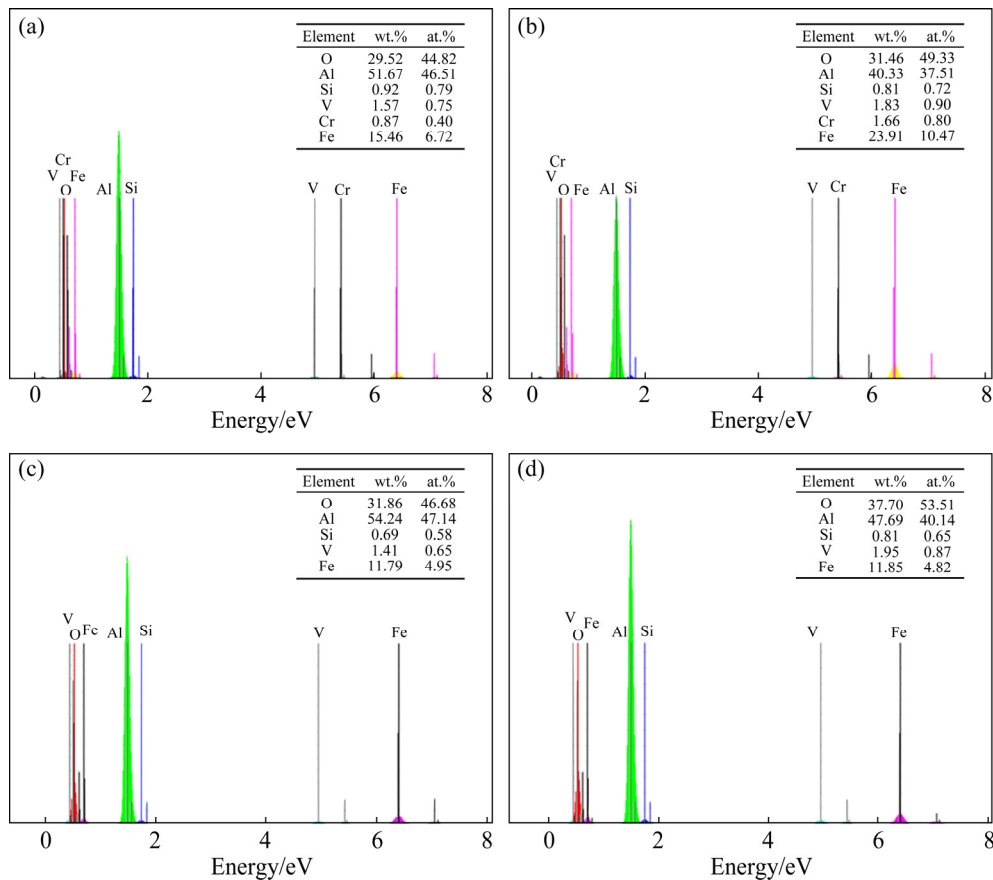 (a)
Element wt.% at.%
O 29.52 44.82
Al 51.67 46.51
Si 0.92 0.79
V 1.57 0.75
Cr 0.87 0.40
Fe 15.46 6.72
Cr
V Fe
O Al Si V Cr Fe
0 2 4 6 8
Energy/eV
(b)
Element wt.% at.%
O 31.46 49.33
Al 40.33 37.51
Si 0.81 0.72
V 1.83 0.90
Cr 1.66 0.80
Fe 23.91 10.47
Cr
V
O Fe Al Si V Cr Fe
0 2 4 6 8
Energy/eV
(c)
Element wt.% at.%
O 31.86 46.68
Al 54.24 47.14
Si 0.69 0.58
V 1.41 0.65
Fe 11.79 4.95
V
O Fc Al Si V Fe
0 2 4 6 8
Energy/eV
(d)
Element wt.% at.%
O 37.70 53.51
Al 47.69 40.14
Si 0.81 0.65
V 1.95 0.87
Fe 11.85 4.82
V Fe
O Al Si V Fe
0 2 4 6 8
Energy/eV